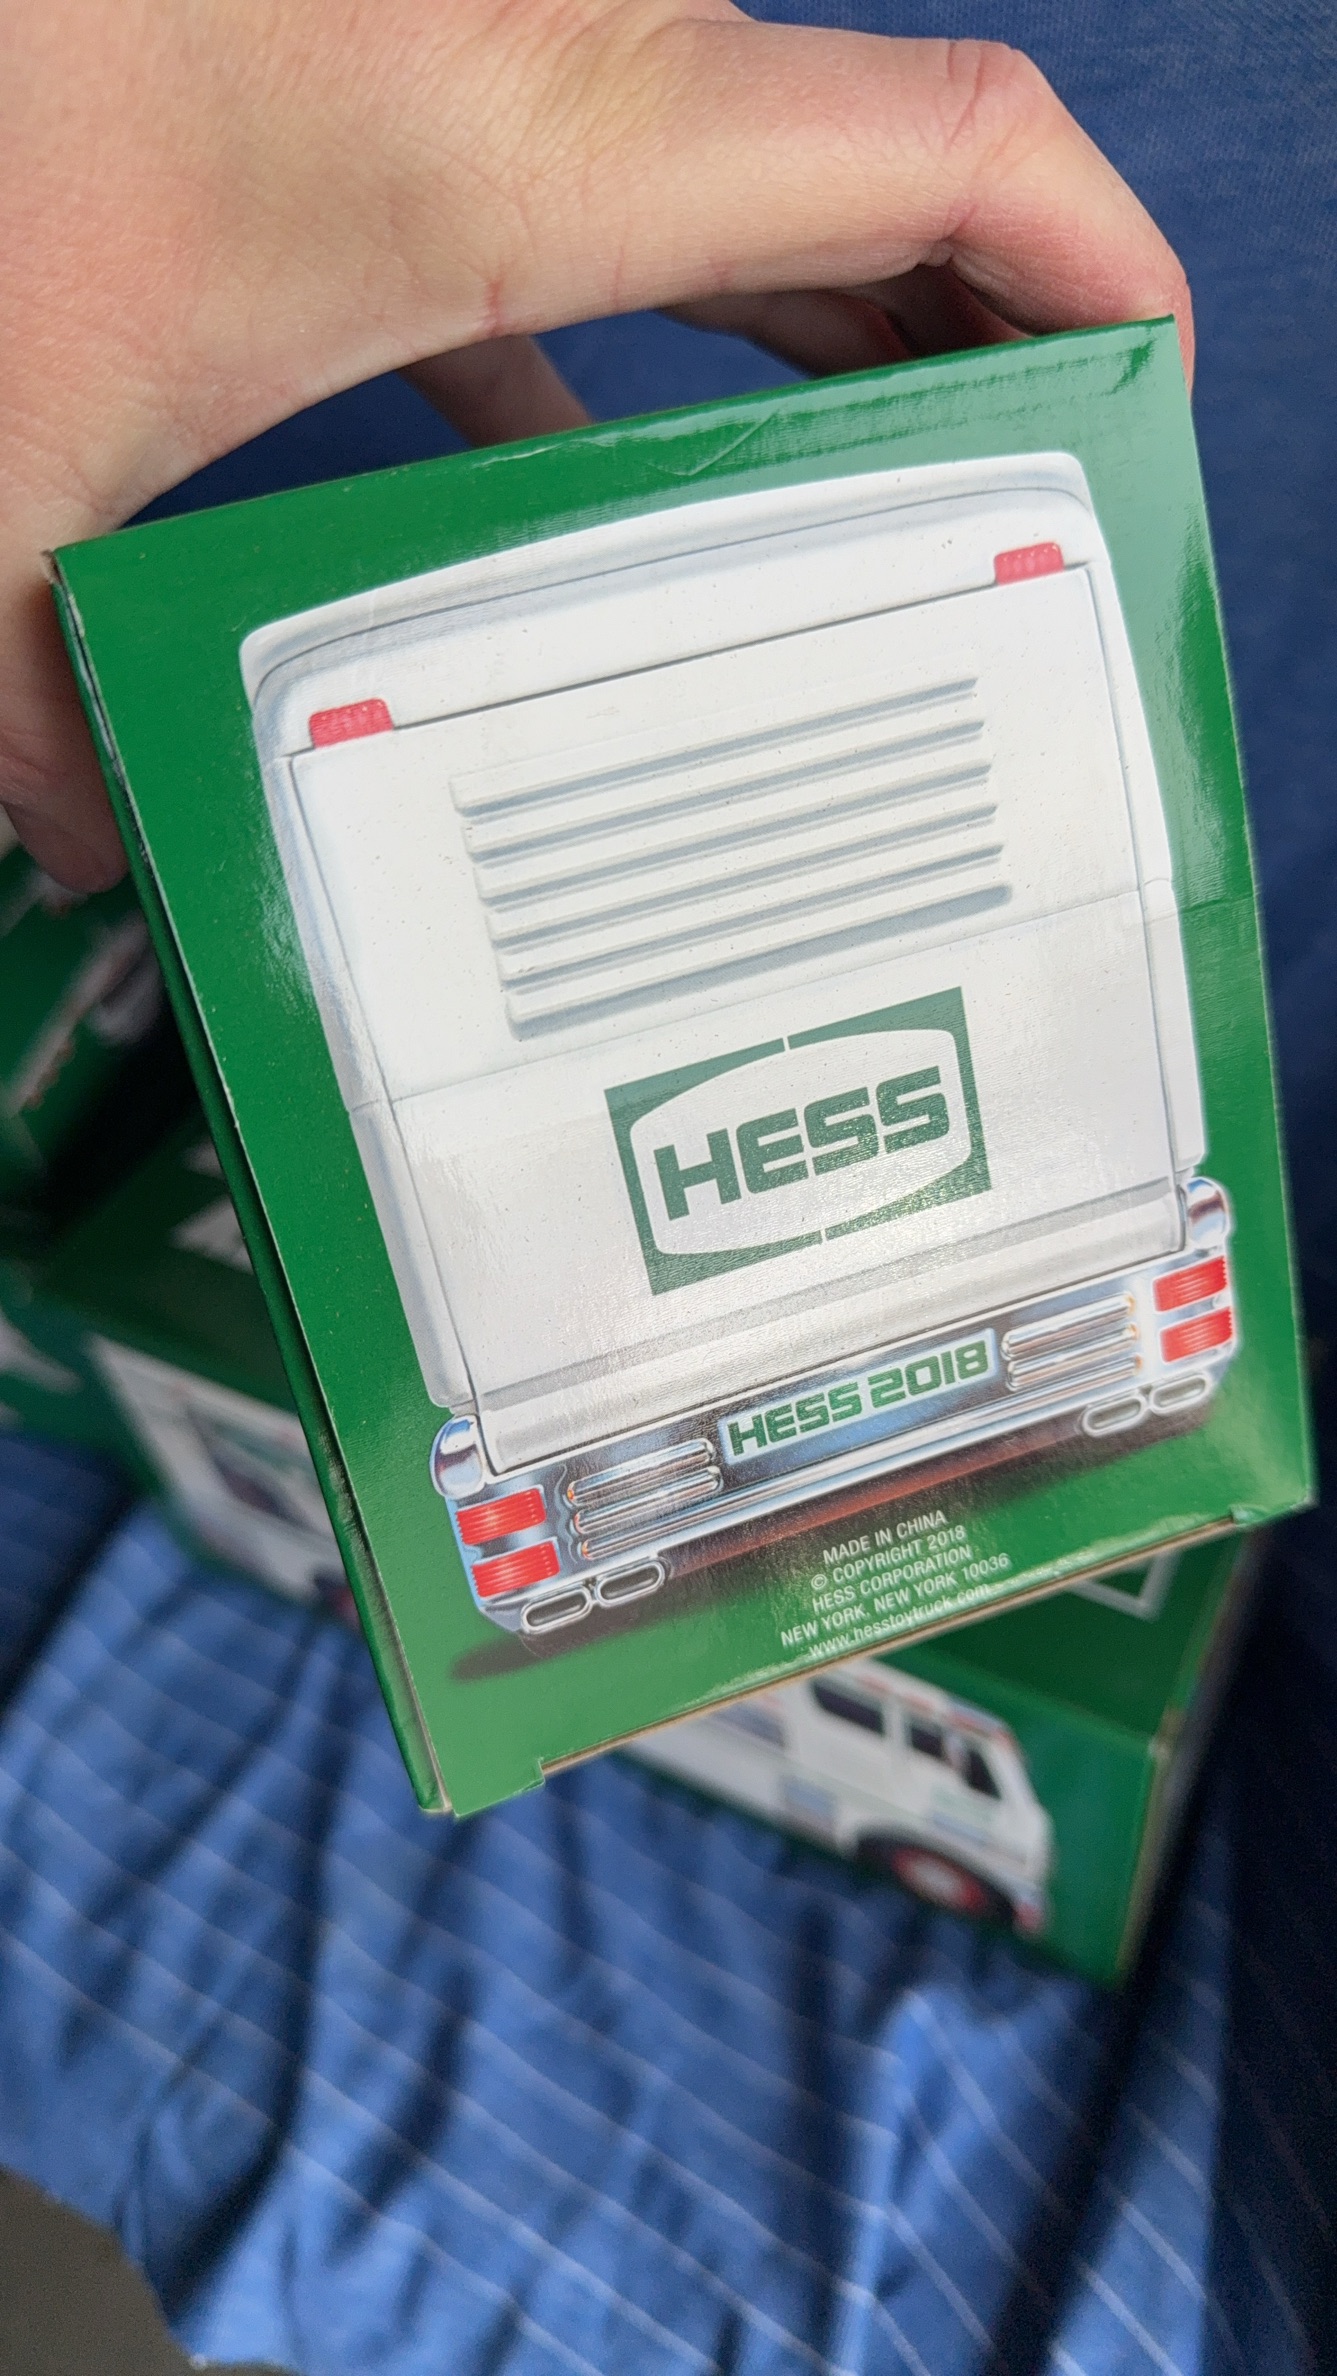 HESS
HESS 2018
MADE IN CHINA
© COPYRIGHT 2018
HESS CORPORATION
NEW YORK, NEW YORK 10036
www.hesstoytruck.com